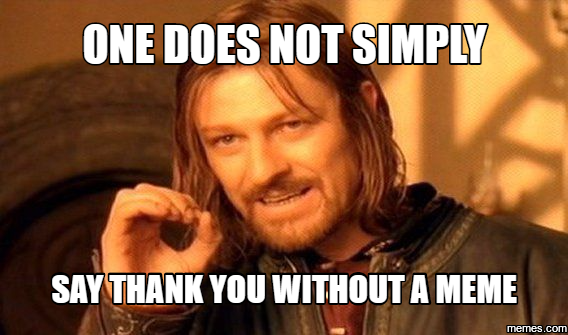 ONE DOES NOT SIMPLY
SAY THANK YOU WITHOUT A MEME
memes.com